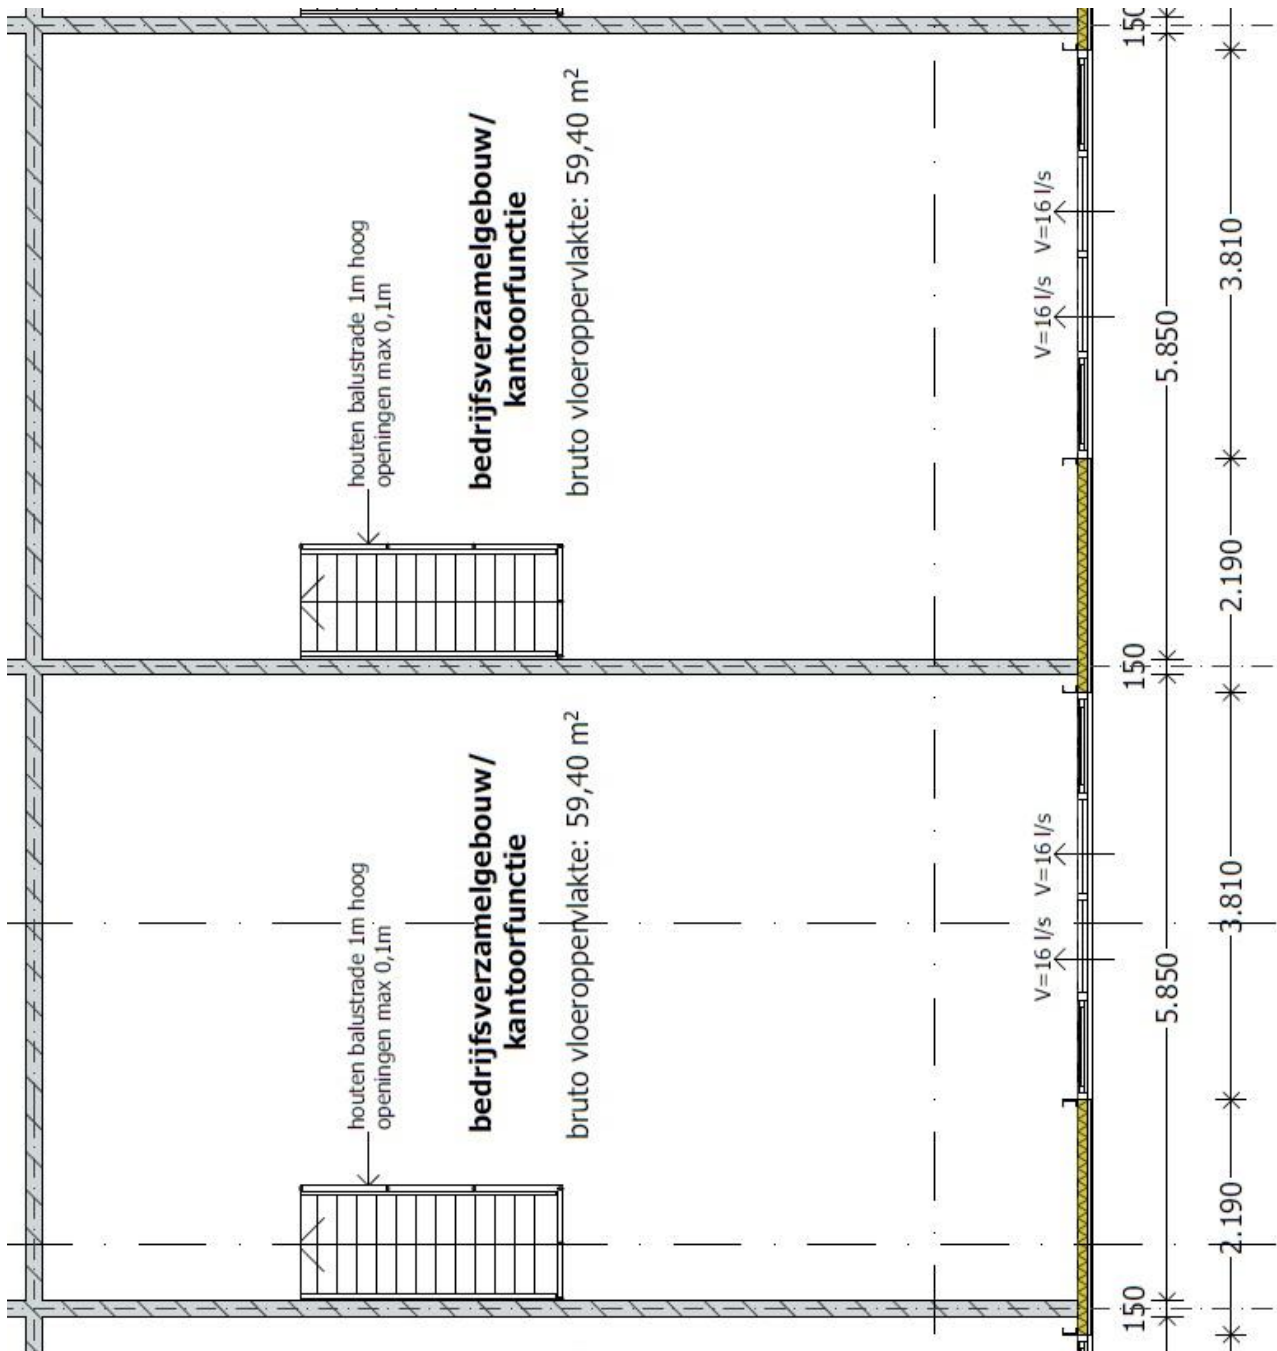 houten balustrade 1m hoog
openingen max 0,1m
bedrijfsverzamelgebouw/
kantoorfunctie
bruto vloeroppervlakte: 59,40 m²
V=16 l/s
V=16 l/s
150
5.850
3.810
2.190
150
houten balustrade 1m hoog
openingen max 0,1m
bedrijfsverzamelgebouw/
kantoorfunctie
bruto vloeroppervlakte: 59,40 m²
V=16 l/s
V=16 l/s
5.850
3.810
2.190
150